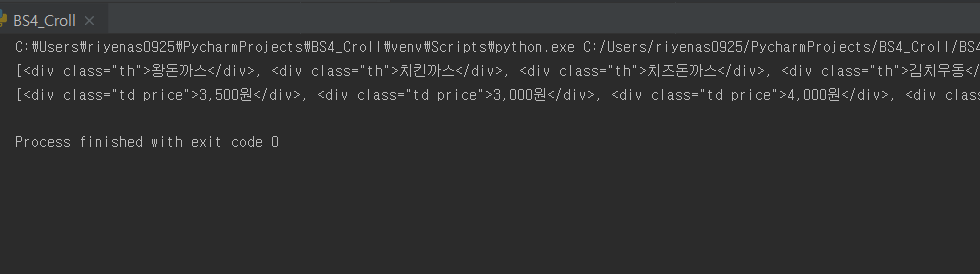 BS4_Croll
C:₩Users₩riyenas0925₩PycharmProjects₩BS4_Croll₩venv₩Scripts₩python.exe C:/Users/riyenas0925/PycharmProjects/BS4_Croll/BS4
[<div class="th">왕돈까스</div>, <div class="th">치킨까스</div>, <div class="th">치즈돈까스</div>, <div class="th">김치우동</
[<div class="td price">3,500원</div>, <div class="td price">3,000원</div>, <div class="td price">4,000원</div>, <div class
Process finished with exit code 0